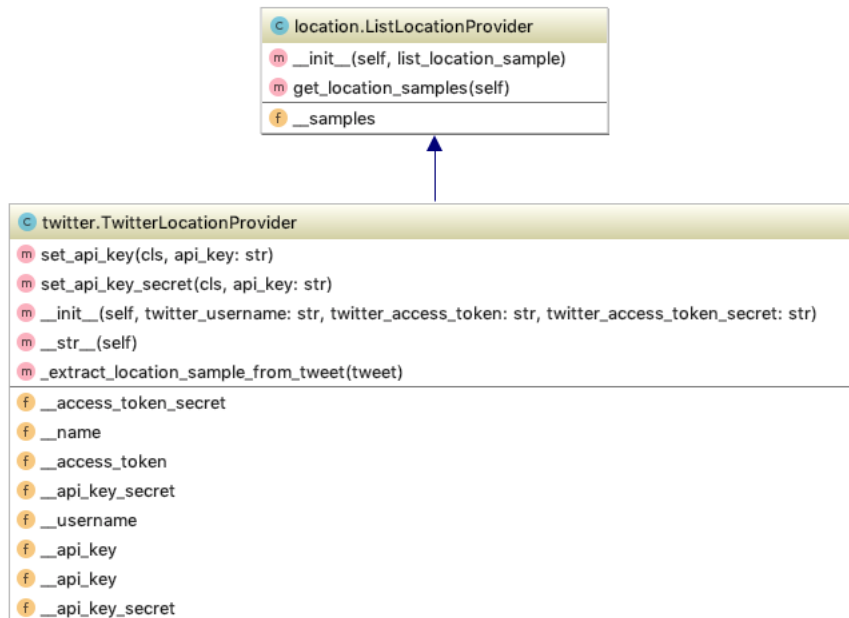 C location.ListLocationProvider
m __init__(self, list_location_sample)
m get_location_samples(self)
f __samples
C twitter.TwitterLocationProvider
m set_api_key(cls, api_key: str)
m set_api_key_secret(cls, api_key: str)
m __init__(self, twitter_username: str, twitter_access_token: str, twitter_access_token_secret: str)
m __str__(self)
m _extract_location_sample_from_tweet(tweet)
f __access_token_secret
f __name
f __access_token
f __api_key_secret
f __username
f __api_key
f __api_key
f __api_key_secret